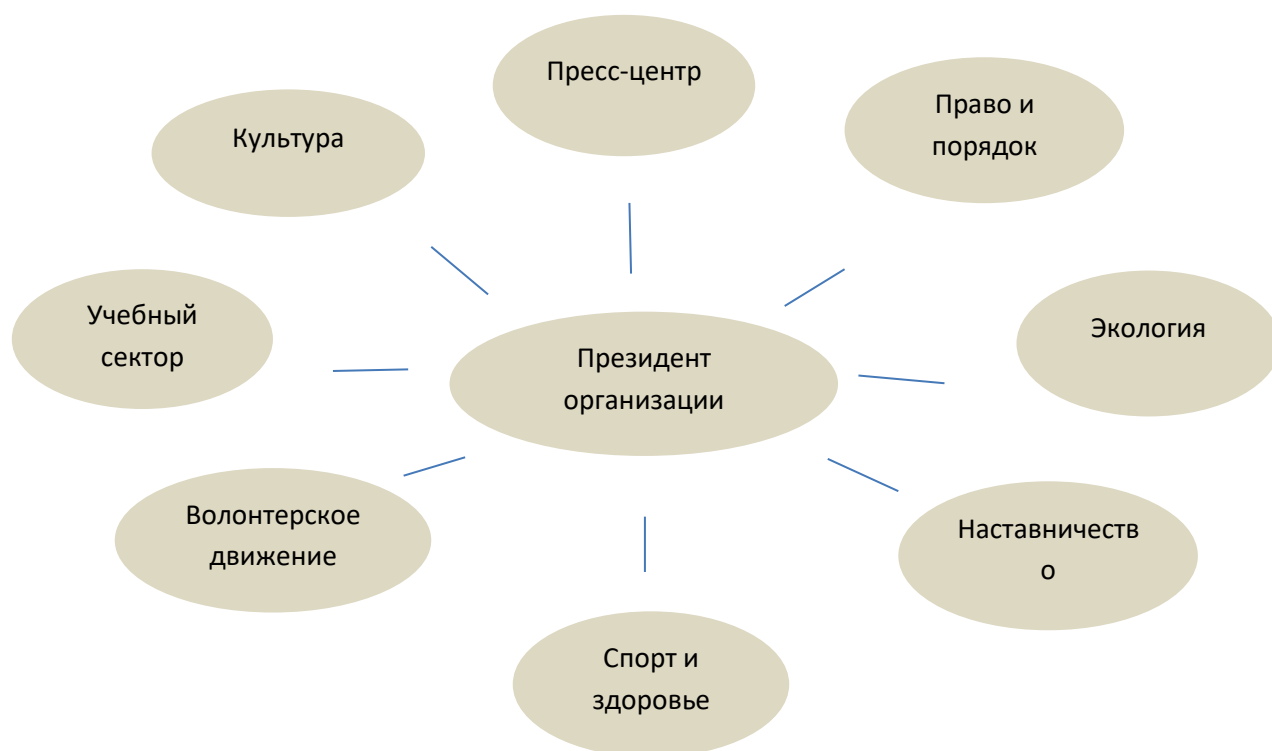 Пресс-центр
Право и
порядок
Культура
Учебный
сектор
Экология
Президент
организации
Волонтерское
движение
Наставничеств
о
Спорт и
здоровье